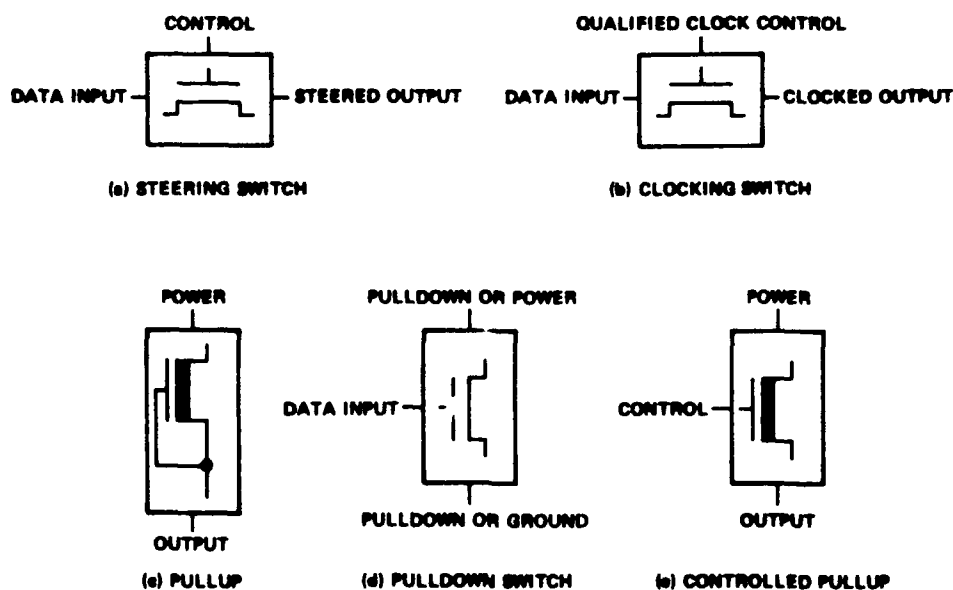 CONTROL
QUALIFIED CLOCK CONTROL
DATA INPUT
STEERED OUTPUT
DATA INPUT
CLOCKED OUTPUT
(a) STEERING SWITCH
(b) CLOCKING SWITCH
POWER
PULLDOWN OR POWER
POWER
DATA INPUT
CONTROL
PULLDOWN OR GROUND
OUTPUT
OUTPUT
(c) PULLUP
(d) PULLDOWN SWITCH
(e) CONTROLLED PULLUP